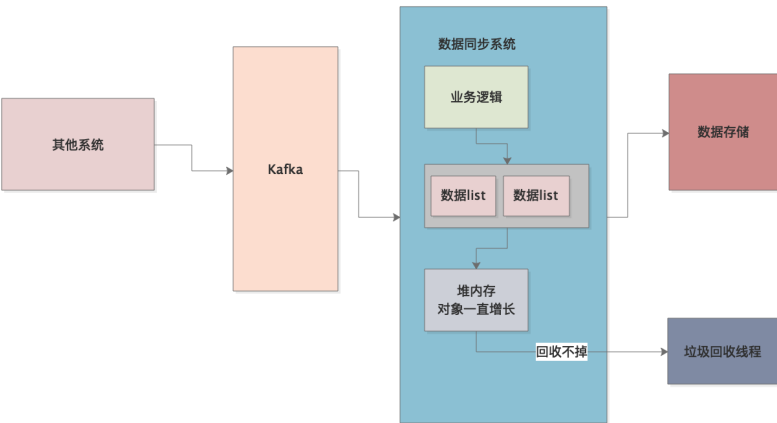 数据同步系统
业务逻辑
其他系统
Kafka
数据list
数据list
数据存储
堆内存
对象一直增长
回收不掉
垃圾回收线程